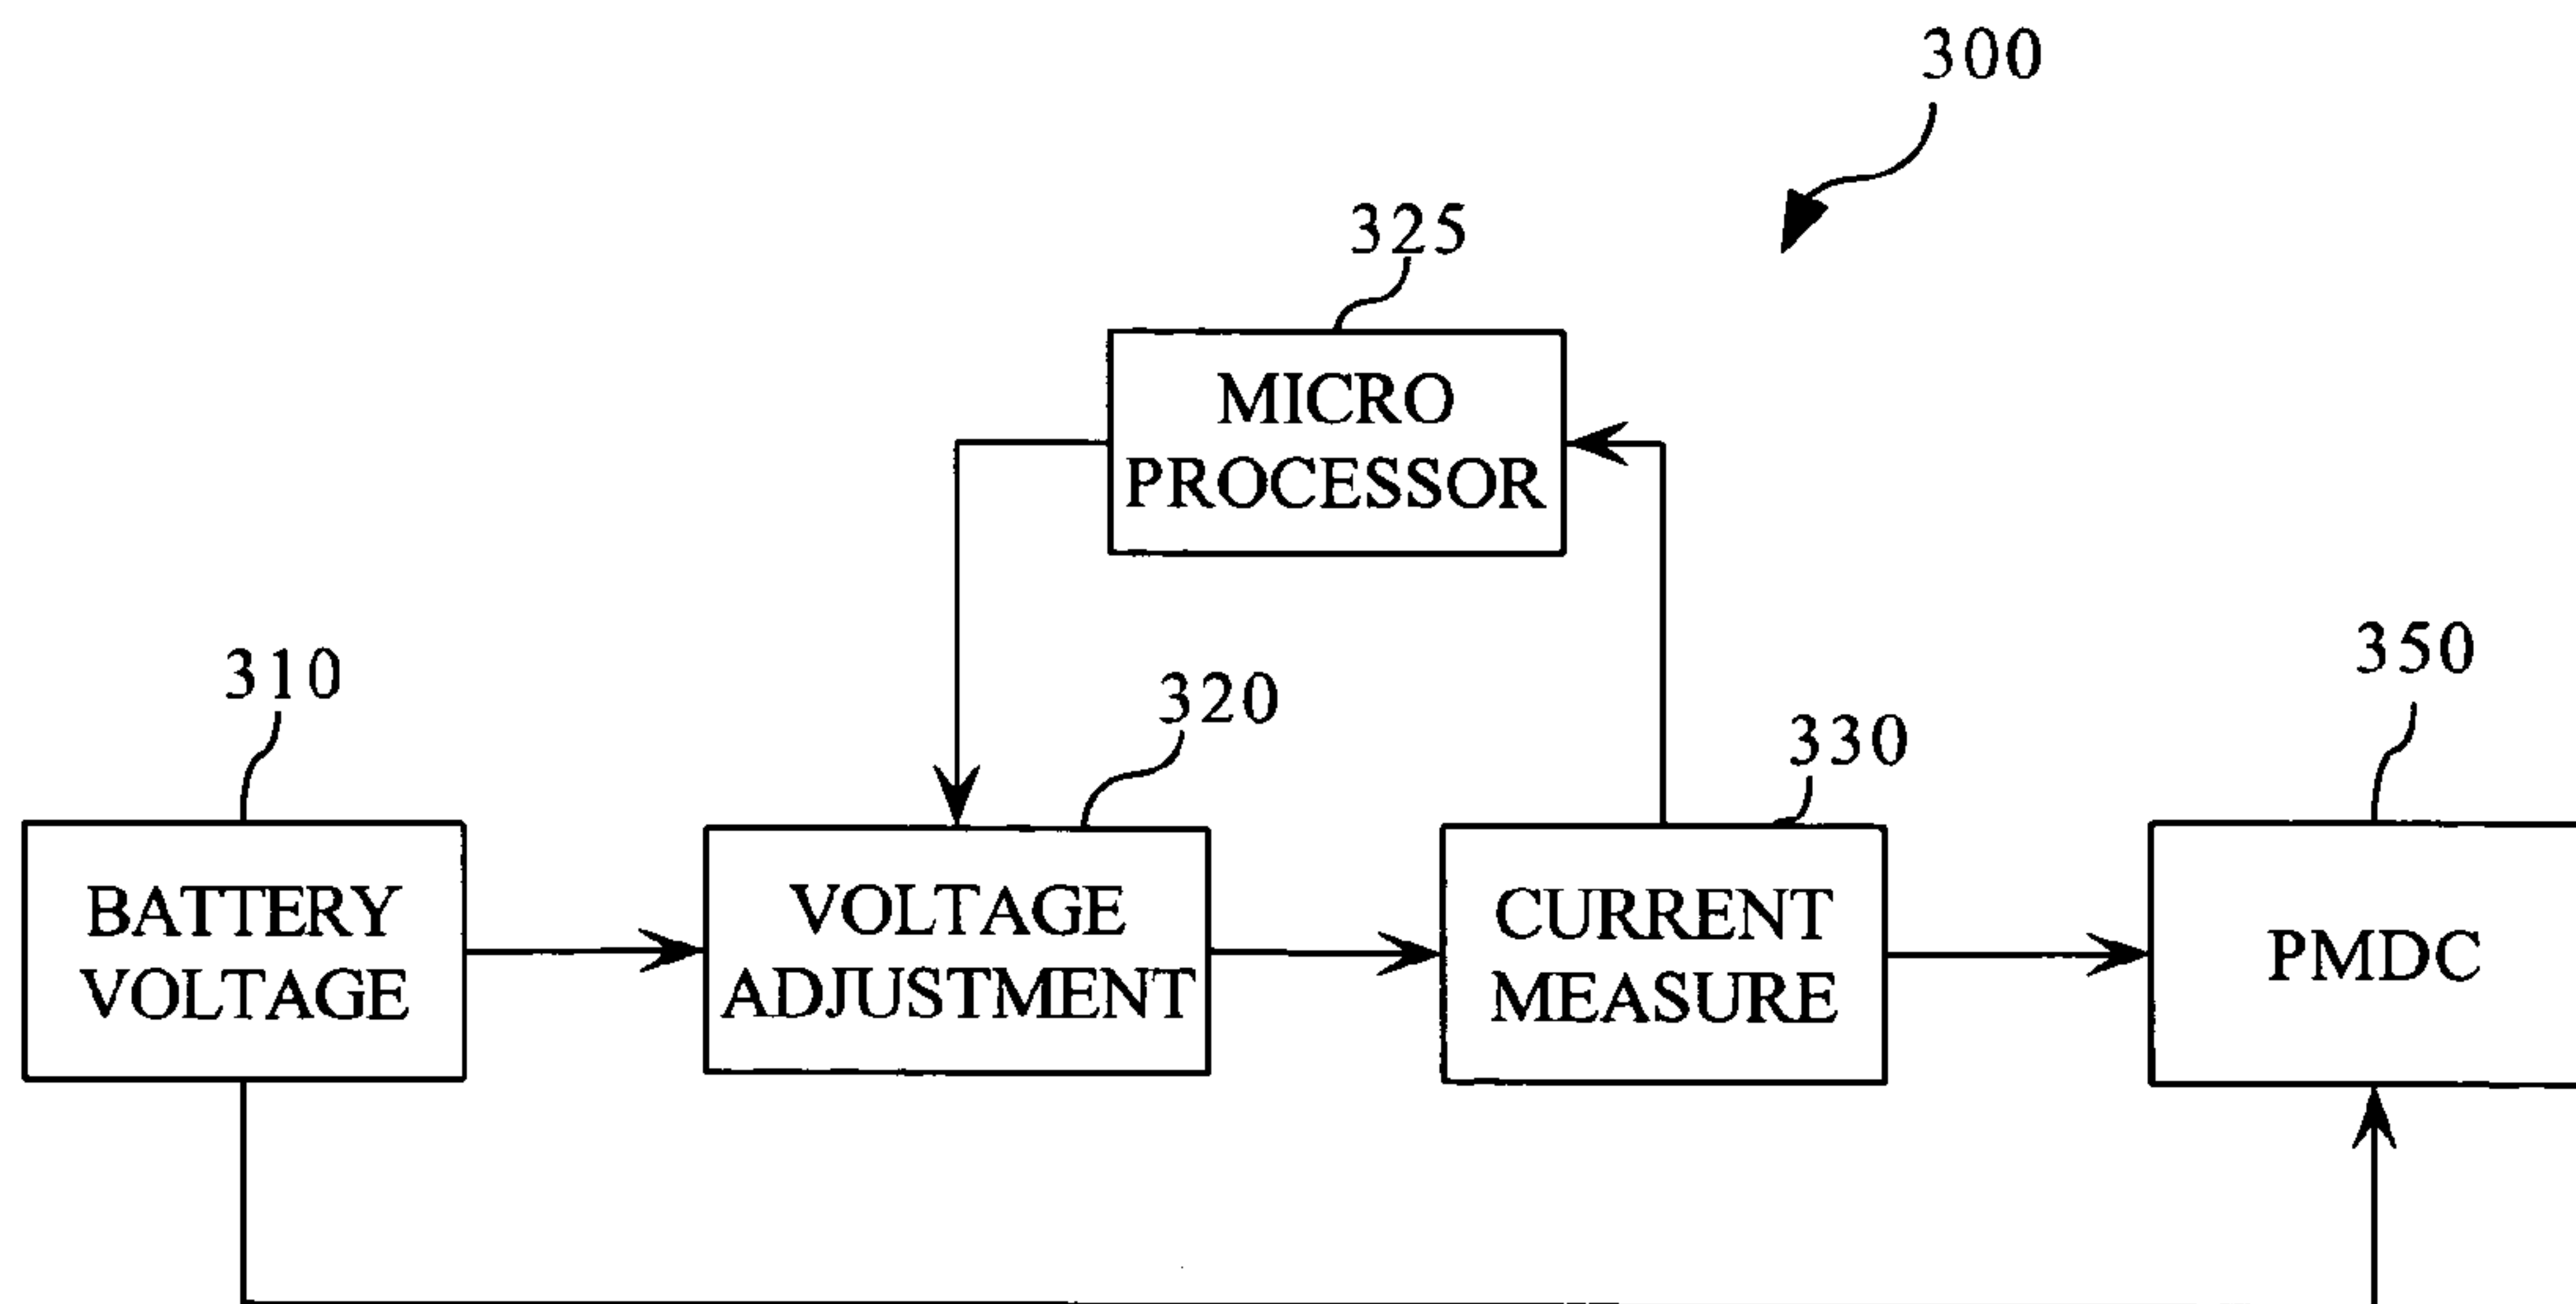 300
325
MICRO
PROCESSOR
310
320
330
350
BATTERY
VOLTAGE
VOLTAGE
ADJUSTMENT
CURRENT
MEASURE
PMDC